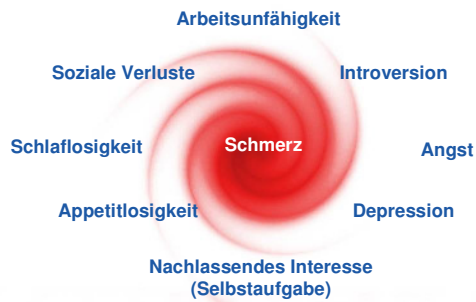 Arbeitsunfähigkeit
Soziale Verluste
Introversion
Schlaflosigkeit
Schmerz
Angst
Appetitlosigkeit
Depression
Nachlassendes Interesse
(Selbstaufgabe)